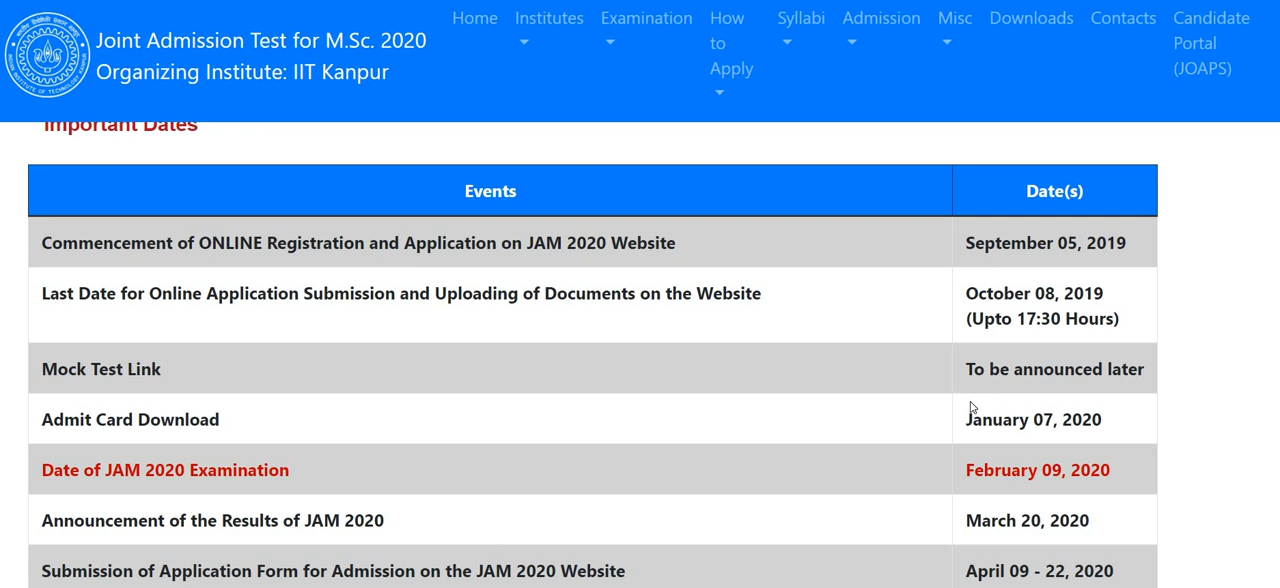 Joint Admission Test for M.Sc. 2020
Organizing Institute: IIT Kanpur
Home
Institutes
Examination
How
to
Apply
Syllabi
Admission
Misc
Downloads
Contacts
Candidate
Portal
(JOAPS)
Important Dates
Events Date(s)
Commencement of ONLINE Registration and Application on JAM 2020 Website September 05, 2019
Last Date for Online Application Submission and Uploading of Documents on the Website October 08, 2019
(Upto 17:30 Hours)
Mock Test Link To be announced later
Admit Card Download January 07, 2020
Date of JAM 2020 Examination February 09, 2020
Announcement of the Results of JAM 2020 March 20, 2020
Submission of Application Form for Admission on the JAM 2020 Website April 09 - 22, 2020